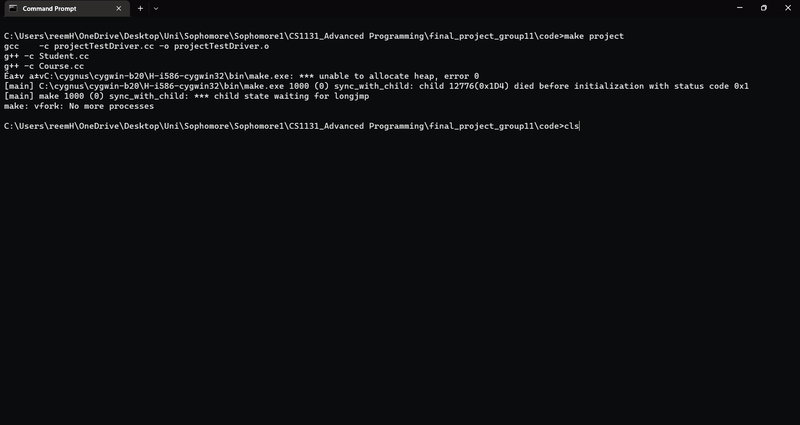 Command Prompt
C:\Users\reemH\OneDrive\Desktop\Uni\Sophomore\Sophomore1\CS1131_Advanced Programming\final_project_group11\code>make project
gcc    -c projectTestDriver.cc -o projectTestDriver.o
g++ -c Student.cc
g++ -c Course.cc
C:\cygnus\cygwin-b20\H-i586-cygwin32\bin\make.exe: *** unable to allocate heap, error 0
[main] C:\cygnus\cygwin-b20\H-i586-cygwin32\bin\make.exe 1000 (0) sync_with_child: child 12776(0x1D4) died before initialization with status code 0x1
[main] make 1000 (0) sync_with_child: *** child state waiting for longjmp
make: vfork: No more processes
C:\Users\reemH\OneDrive\Desktop\Uni\Sophomore\Sophomore1\CS1131_Advanced Programming\final_project_group11\code>cls